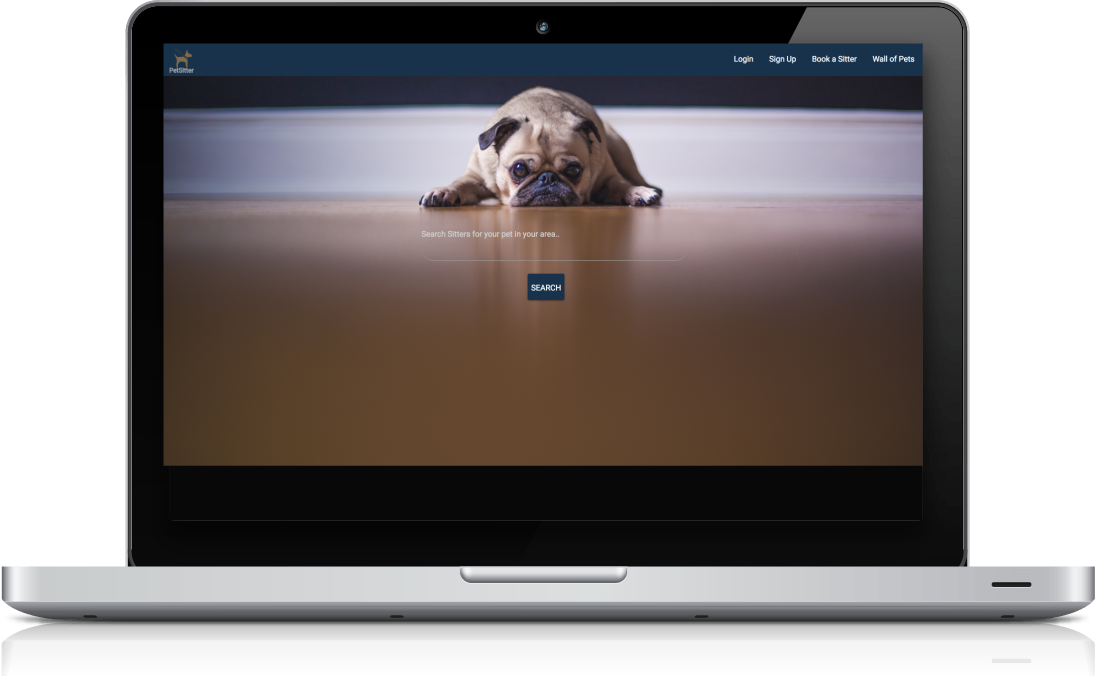 PetSitter
Login Sign Up Book a Sitter Wall of Pets
Search Sitters for your pet in your area..
SEARCH